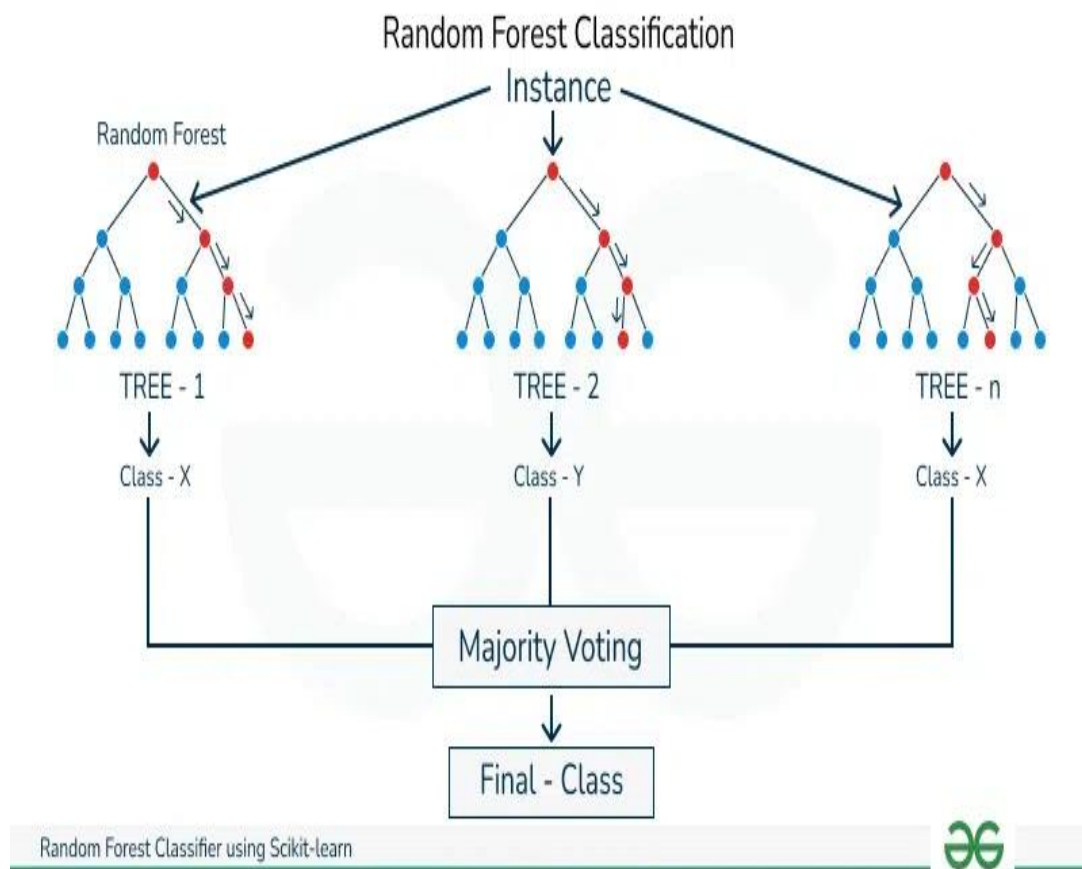 Random Forest Classification
Instance
Random Forest
TREE - 1
TREE - 2
TREE - n
Class - X
Class - Y
Class - X
Majority Voting
Final - Class
Random Forest Classifier using Scikit-learn